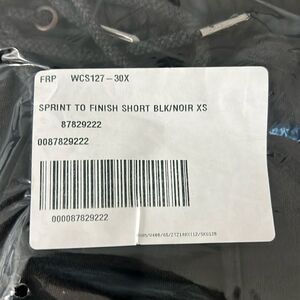 FRP WCS127-30X
SPRINT TO FINISH SHORT BLK/NOIR XS
87829222
0087829222
000087829222